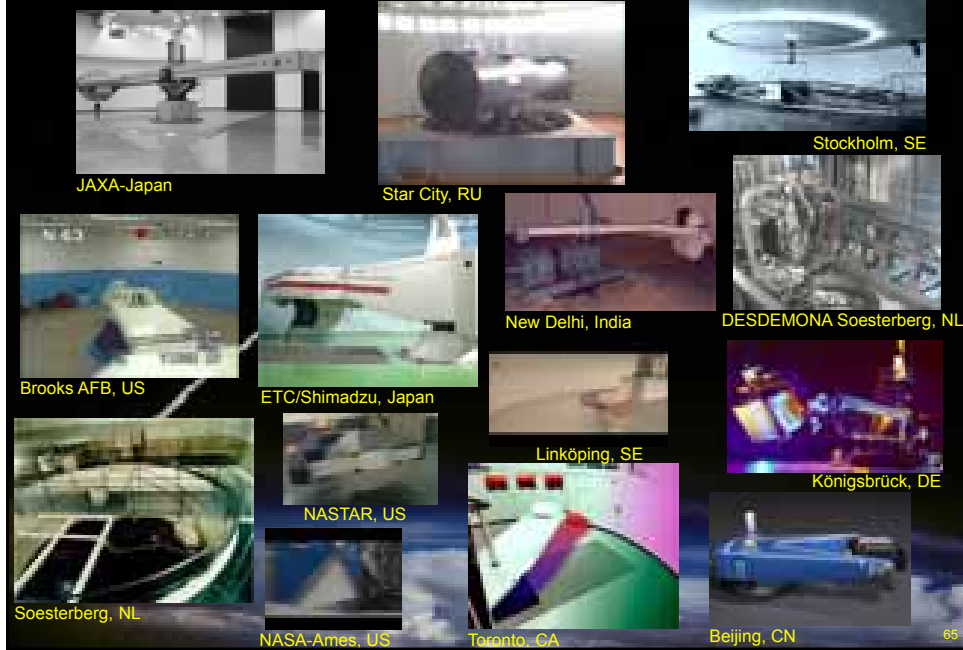 JAXA-Japan
Star City, RU
Stockholm, SE
Brooks AFB, US
ETC/Shimadzu, Japan
New Delhi, India
DESDEMONA Soesterberg, NL
Linköping, SE
Königsbrück, DE
Soesterberg, NL
NASTAR, US
NASA-Ames, US
Toronto, CA
Beijing, CN
65